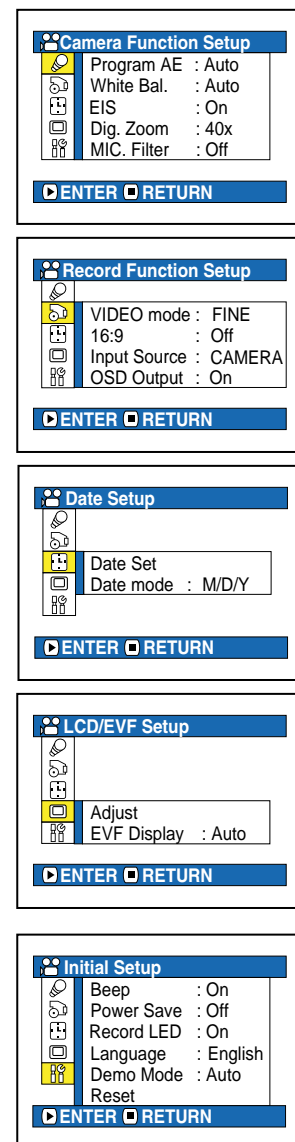 Camera Function Setup
Program AE : Auto
White Bal. : Auto
EIS : On
Dig. Zoom : 40x
MIC. Filter : Off
ENTER RETURN
Record Function Setup
VIDEO mode : FINE
16:9 : Off
Input Source : CAMERA
OSD Output : On
ENTER RETURN
Date Setup
Date Set
Date mode : M/D/Y
ENTER RETURN
LCD/EVF Setup
Adjust
EVF Display : Auto
ENTER RETURN
Initial Setup
Beep : On
Power Save : Off
Record LED : On
Language : English
Demo Mode : Auto
Reset
ENTER RETURN